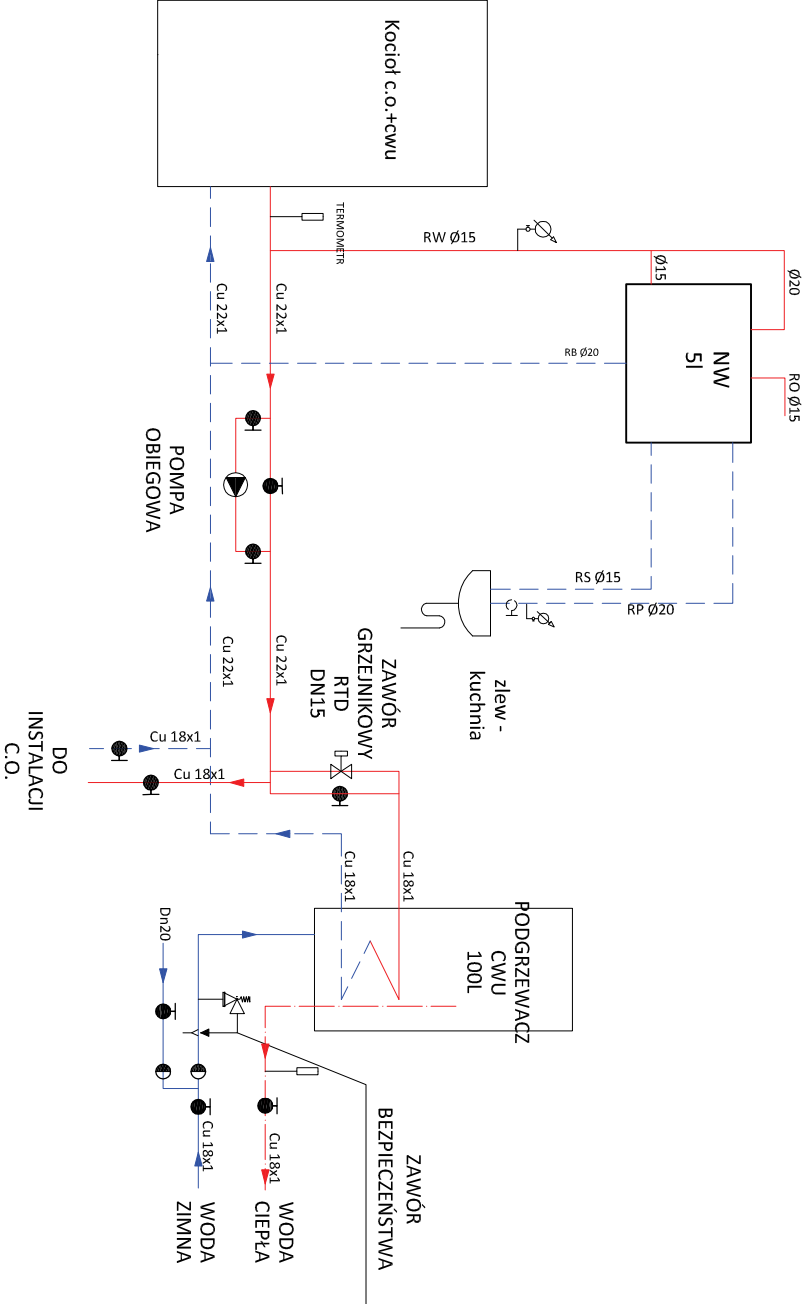 Kocioł c.o.+cwu
TERMOMETR
RW Ø15
Ø15
Ø20
NW
5l
RO Ø15
RB Ø20
Cu 22x1
Cu 22x1
POMPA
OBIEGOWA
RS Ø15
RP Ø20
zlew -
kuchnia
Cu 22x1
Cu 22x1
ZAWÓR
GRZEJNIKOWY
RTD
DN15
Cu 18x1
Cu 18x1
DO
INSTALACJI
C.O.
Cu 18x1
Cu 18x1
PODGRZEWACZ
CWU
100L
Dn20
Cu 18x1
Cu 18x1
ZAWÓR
BEZPIECZEŃSTWA
WODA
CIEPŁA
WODA
ZIMNA